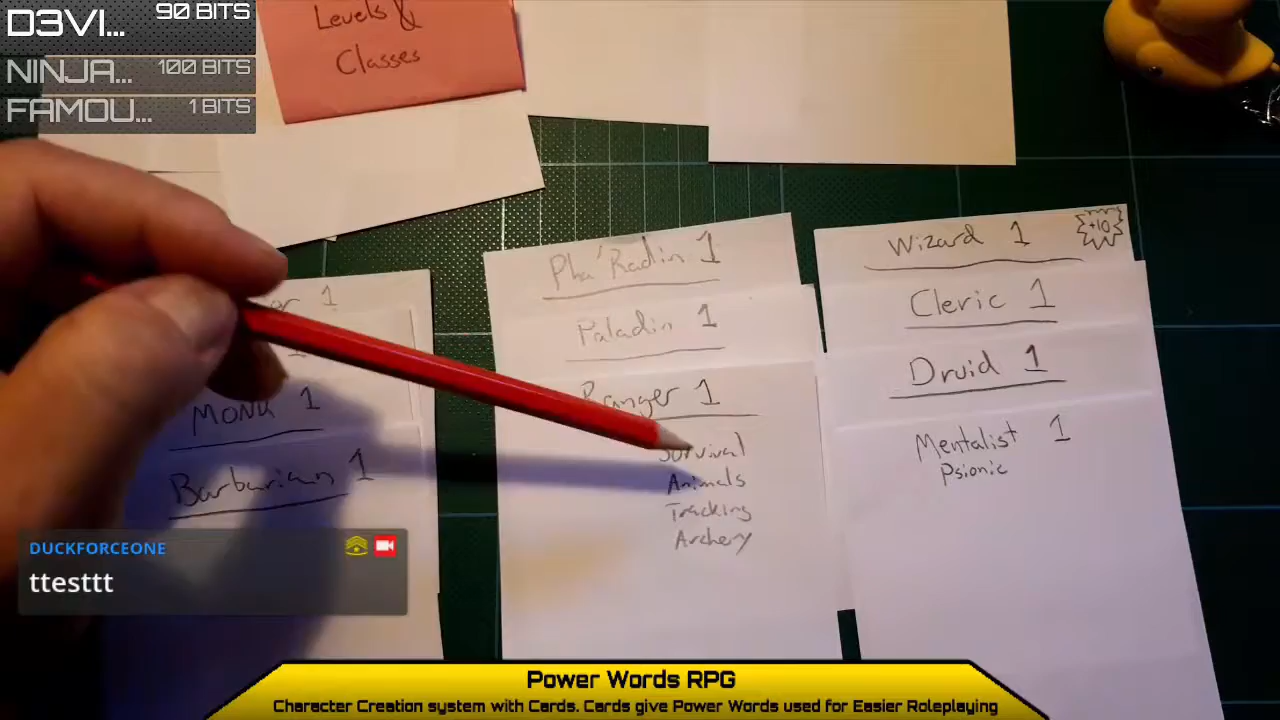 D3VI... 90 BITS
NINJA... 100 BITS
FAMOU... 1 BITS
Levels &
Classes
er 1
Monk 1
Barbarian 1
Pha'Radin 1
Paladin 1
Ranger 1
Survival
Animals
Tracking
Archery
Wizard 1
+10
Cleric 1
Druid 1
Mentalist 1
Psionic
DUCKFORCEONE
ttesttt
Power Words RPG
Character Creation system with Cards. Cards give Power Words used for Easier Roleplaying